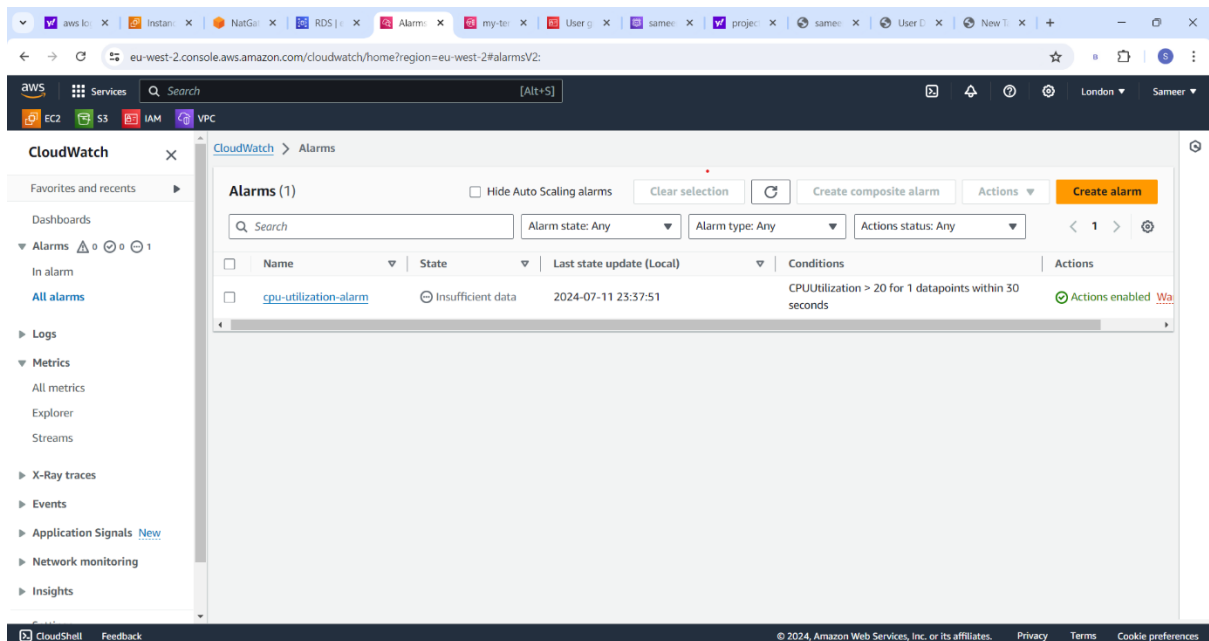 aws lo
Instanc
NatGa
RDS | c
Alarms
my-ter
User g
samee
projec
samee
User D
New Ta
eu-west-2.console.aws.amazon.com/cloudwatch/home?region=eu-west-2#alarmsV2:
B
S
aws
Services
Search
[Alt+S]
London
Sameer
EC2 S3 IAM VPC
CloudWatch
Favorites and recents
Dashboards
Alarms 0 0 1
In alarm
All alarms
Logs
Metrics
All metrics
Explorer
Streams
X-Ray traces
Events
Application Signals New
Network monitoring
Insights
CloudWatch > Alarms
Alarms (1)
Hide Auto Scaling alarms
Clear selection
Create composite alarm
Actions
Create alarm
Search
Alarm state: Any
Alarm type: Any
Actions status: Any
< 1 >
Name State Last state update (Local) Conditions Actions
cpu-utilization-alarm
Insufficient data
2024-07-11 23:37:51
CPUUtilization > 20 for 1 datapoints within 30
seconds
Actions enabled Wa
CloudShell Feedback
© 2024, Amazon Web Services, Inc. or its affiliates. Privacy Terms Cookie preferences